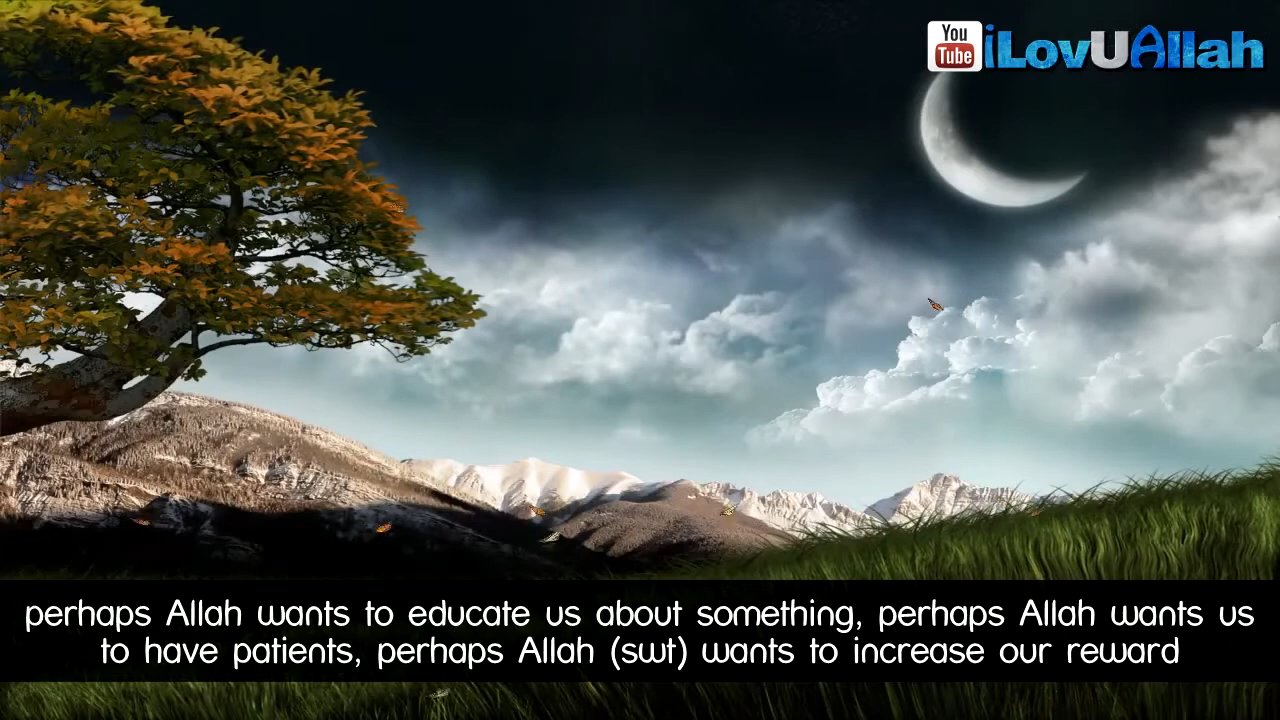 You
Tube
iLovUAllah
perhaps Allah wants to educate us about something, perhaps Allah wants us
to have patients, perhaps Allah (swt) wants to increase our reward